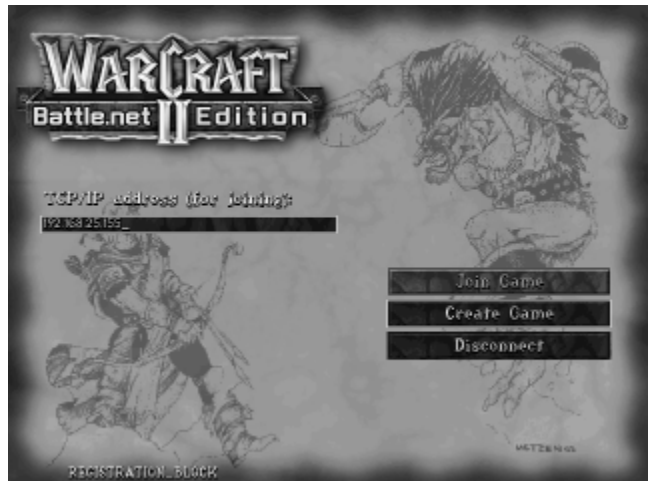 WARCRAFT
Battle.net II Edition
TCP/IP address (for joining):
192.168.25.155_
Join Game
Create Game
Disconnect
REGISTRATION_BLOCK